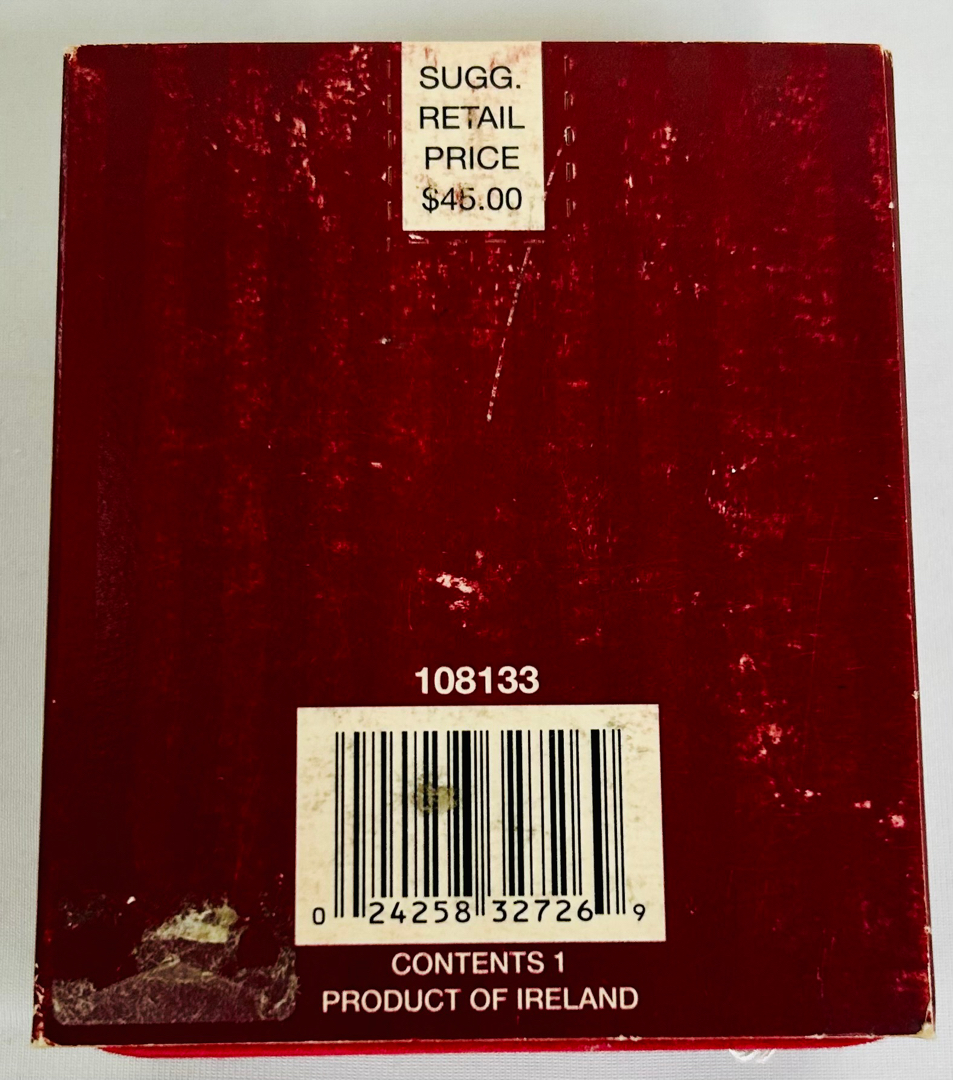 SUGG.
RETAIL
PRICE
$45.00
108133
0 24258 32726 9
CONTENTS 1
PRODUCT OF IRELAND